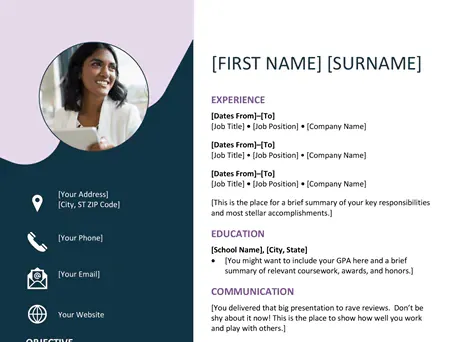 [FIRST NAME] [SURNAME]
EXPERIENCE
[Dates From]–[To]
[Job Title] • [Job Position] • [Company Name]
[Dates From]–[To]
[Job Title] • [Job Position] • [Company Name]
[Dates From]–[To]
[Job Title] • [Job Position] • [Company Name]
[This is the place for a brief summary of your key responsibilities
and most stellar accomplishments.]
EDUCATION
[School Name], [City, State]
• [You might want to include your GPA here and a brief
summary of relevant coursework, awards, and honors.]
COMMUNICATION
[You delivered that big presentation to rave reviews.  Don't be
shy about it now! This is the place to show how well you work
and play with others.]
[Your Address]
[City, ST ZIP Code]
[Your Phone]
[Your Email]
Your Website
OBJECTIVE